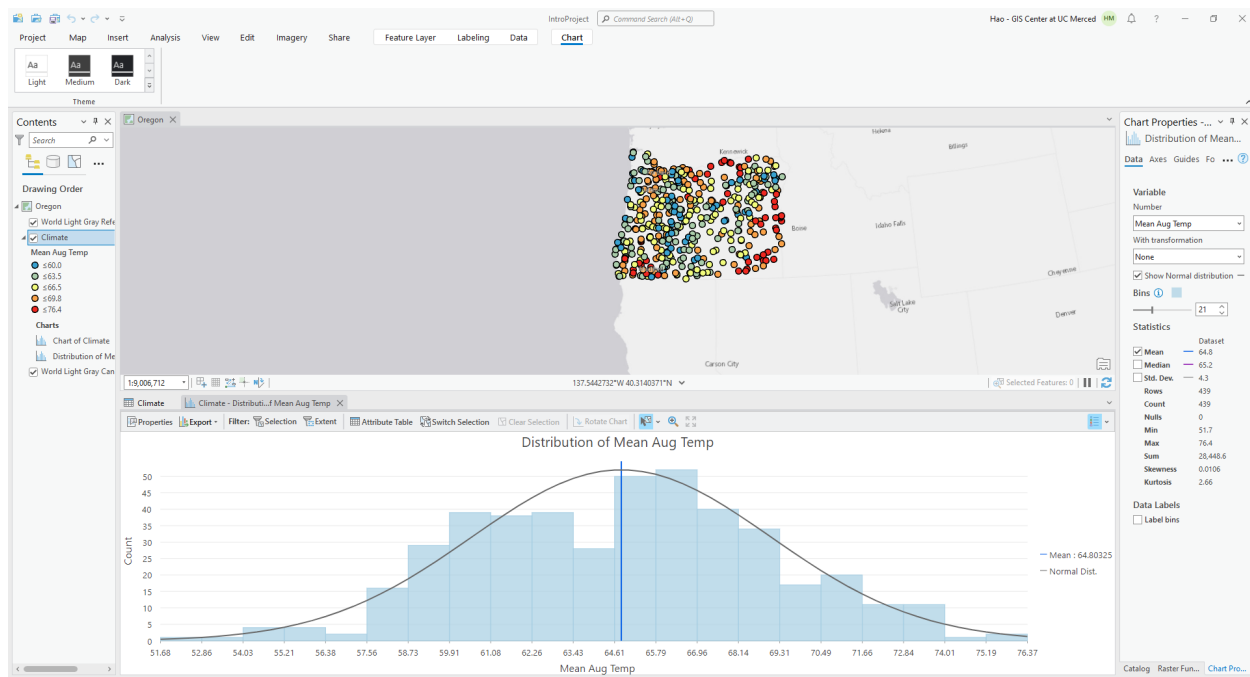 IntroProject
Command Search (Alt+Q)
Hao - GIS Center at UC Merced
HM
?
Project Map Insert Analysis View Edit Imagery Share Feature Layer Labeling Data Chart
Aa Aa Aa
Light Medium Dark
Theme
Contents
Search
Drawing Order
Oregon
World Light Gray Refe
Climate
Mean Aug Temp
≤60.0
≤63.5
≤66.5
≤69.8
≤76.4
Charts
Chart of Climate
Distribution of Me
World Light Gray Can
Oregon
Helena
Billings
Kennewick
Boise
Idaho Falls
Cheyenne
Salt Lake
City
Denver
Carson City
1:9,006,712
137.5442732°W 40.3140371°N
Selected Features: 0
Climate
Climate - Distributi...f Mean Aug Temp
Properties Export Filter: Selection Extent Attribute Table Switch Selection Clear Selection Rotate Chart
Distribution of Mean Aug Temp
50
45
40
35
30
25
20
15
10
5
0
Count
51.68 52.86 54.03 55.21 56.38 57.56 58.73 59.91 61.08 62.26 63.43 64.61 65.79 66.96 68.14 69.31 70.49 71.66 72.84 74.01 75.19 76.37
Mean Aug Temp
Mean : 64.80325
Normal Dist.
Chart Properties -...
Distribution of Mean...
Data Axes Guides Fo ...
Variable
Number
Mean Aug Temp
With transformation
None
Show Normal distribution
Bins
21
Statistics
Dataset
Mean 64.8
Median 65.2
Std. Dev. 4.3
Rows 439
Count 439
Nulls 0
Min 51.7
Max 76.4
Sum 28,448.6
Skewness 0.0106
Kurtosis 2.66
Data Labels
Label bins
Catalog Raster Fun... Chart Pro...